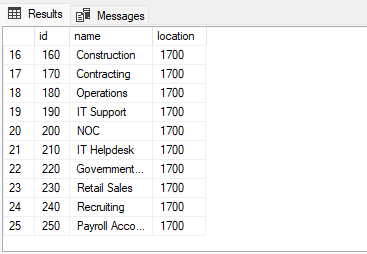 Results Messages
id name location
16 160 Construction 1700
17 170 Contracting 1700
18 180 Operations 1700
19 190 IT Support 1700
20 200 NOC 1700
21 210 IT Helpdesk 1700
22 220 Government... 1700
23 230 Retail Sales 1700
24 240 Recruiting 1700
25 250 Payroll Acco... 1700